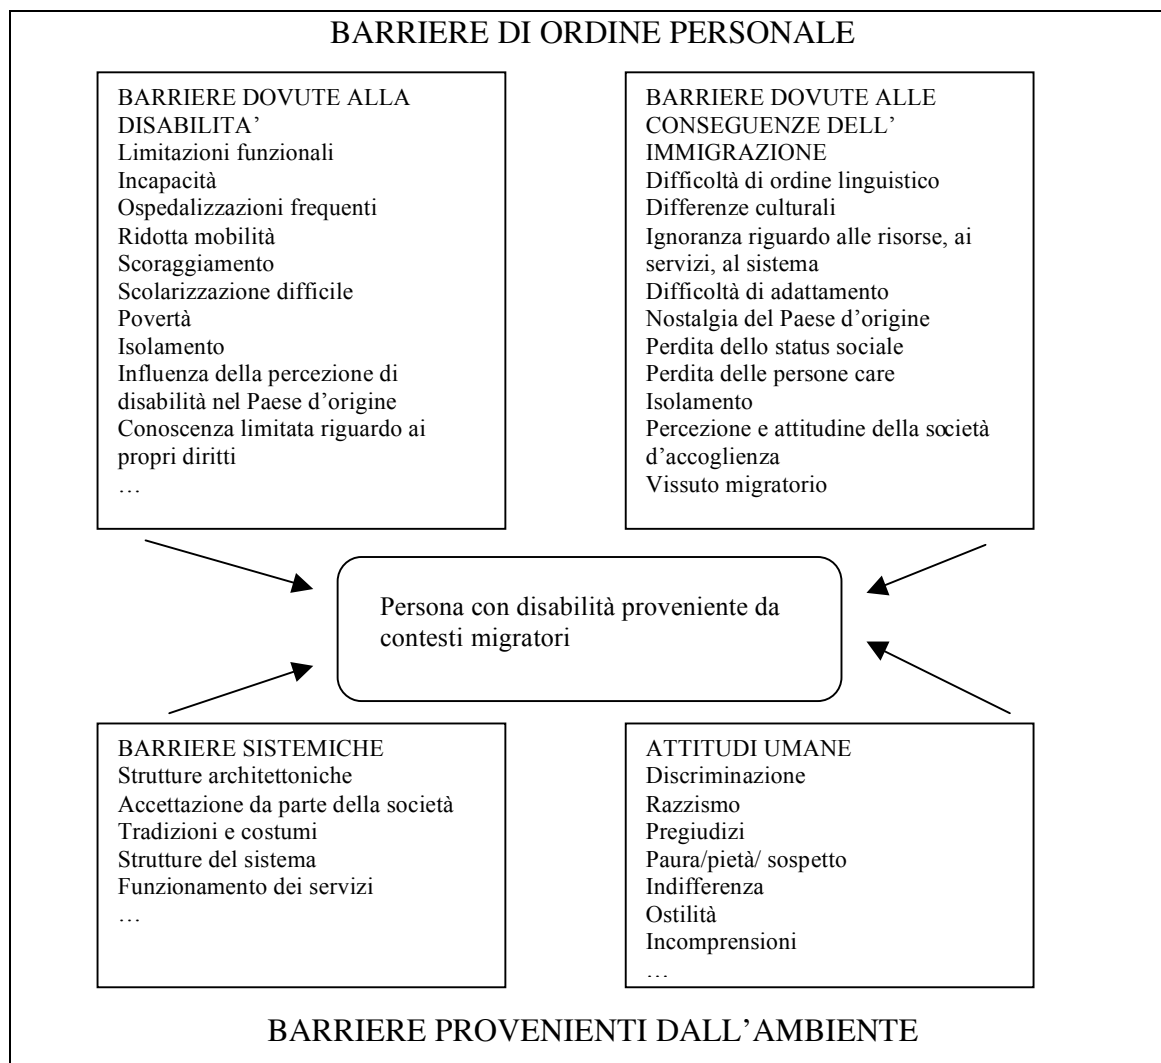 BARRIERE DI ORDINE PERSONALE
BARRIERE DOVUTE ALLA
DISABILITA’
Limitazioni funzionali
Incapacità
Ospedalizzazioni frequenti
Ridotta mobilità
Scoraggiamento
Scolarizzazione difficile
Povertà
Isolamento
Influenza della percezione di
disabilità nel Paese d’origine
Conoscenza limitata riguardo ai
propri diritti
…
BARRIERE DOVUTE ALLE
CONSEGUENZE DELL’
IMMIGRAZIONE
Difficoltà di ordine linguistico
Differenze culturali
Ignoranza riguardo alle risorse, ai
servizi, al sistema
Difficoltà di adattamento
Nostalgia del Paese d’origine
Perdita dello status sociale
Perdita delle persone care
Isolamento
Percezione e attitudine della società
d’accoglienza
Vissuto migratorio
Persona con disabilità proveniente da
contesti migratori
BARRIERE SISTEMICHE
Strutture architettoniche
Accettazione da parte della società
Tradizioni e costumi
Strutture del sistema
Funzionamento dei servizi
…
ATTITUDI UMANE
Discriminazione
Razzismo
Pregiudizi
Paura/pietà/ sospetto
Indifferenza
Ostilità
Incomprensioni
…
BARRIERE PROVENIENTI DALL’AMBIENTE